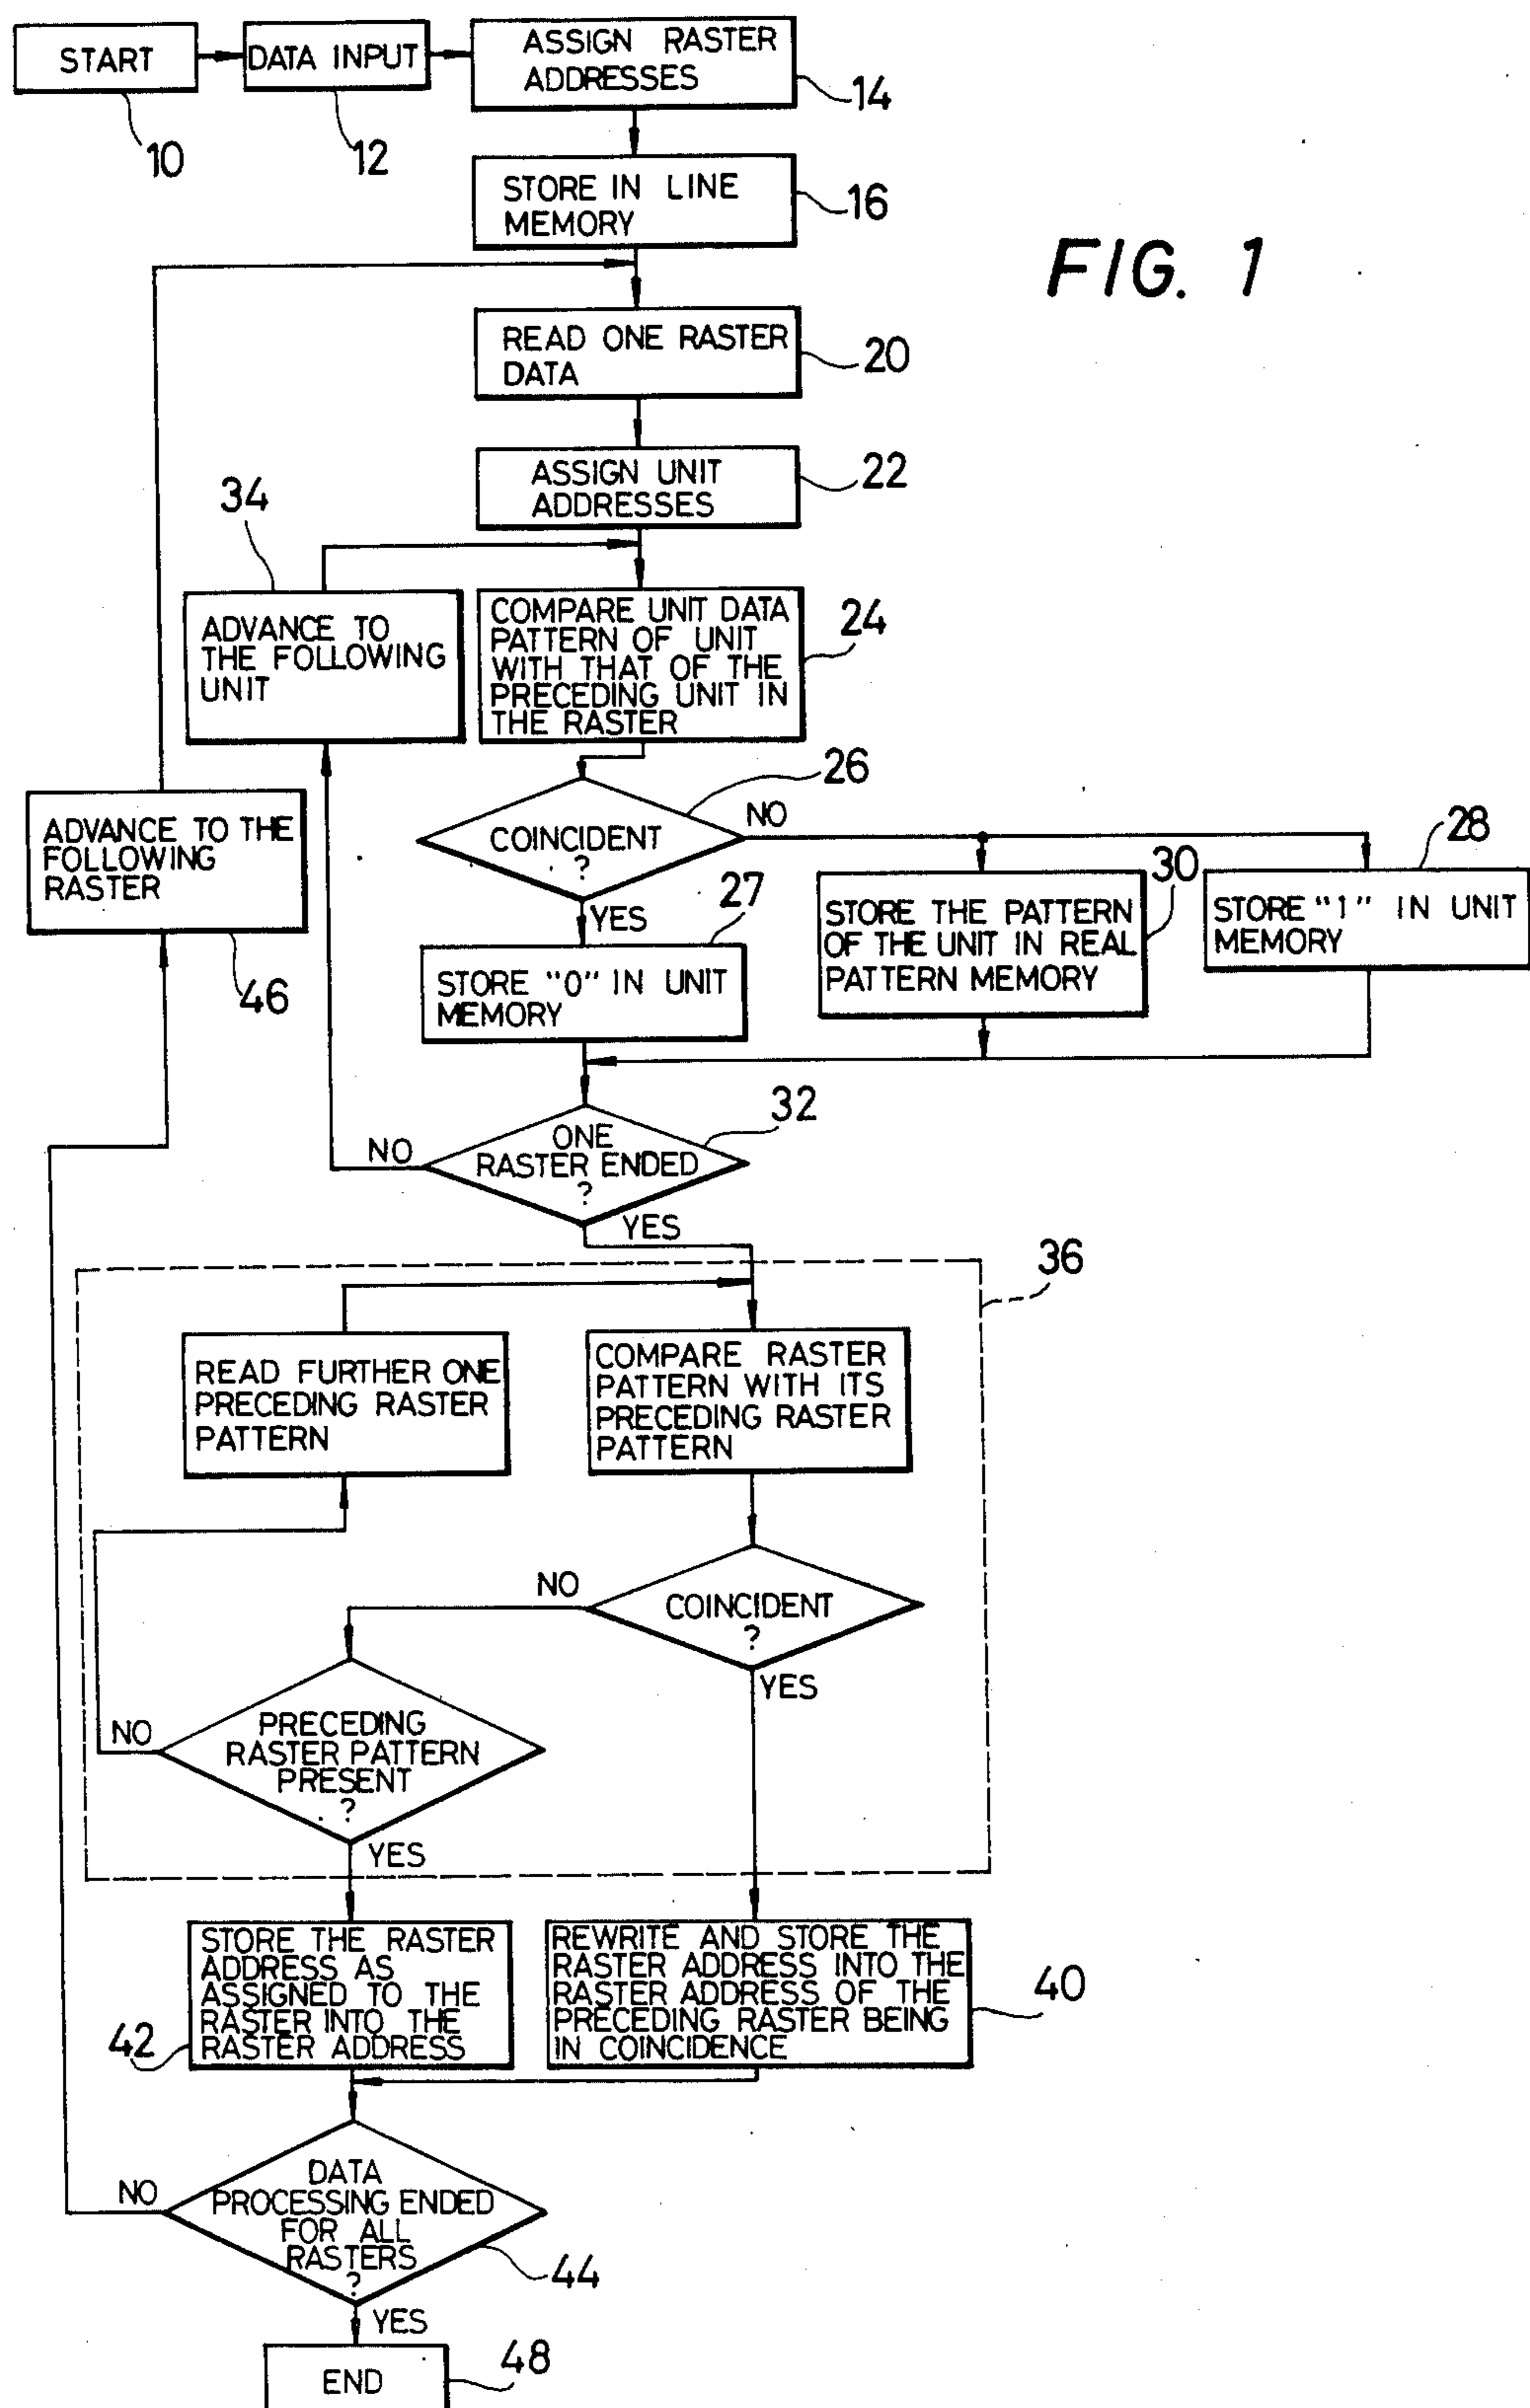 START
DATA INPUT
ASSIGN RASTER
ADDRESSES
14
10
12
STORE IN LINE
MEMORY
16
FIG. 1
READ ONE RASTER
DATA
20
ASSIGN UNIT
ADDRESSES
22
34
ADVANCE TO
THE FOLLOWING
UNIT
COMPARE UNIT DATA
PATTERN OF UNIT
WITH THAT OF THE
PRECEDING UNIT IN
THE RASTER
24
26
ADVANCE TO THE
FOLLOWING
RASTER
46
COINCIDENT
?
NO
YES
27
STORE "0" IN UNIT
MEMORY
30
STORE THE PATTERN
OF THE UNIT IN REAL
PATTERN MEMORY
28
STORE "1" IN UNIT
MEMORY
32
ONE
RASTER ENDED
?
NO
YES
36
READ FURTHER ONE
PRECEDING RASTER
PATTERN
COMPARE RASTER
PATTERN WITH ITS
PRECEDING RASTER
PATTERN
COINCIDENT
?
NO
YES
PRECEDING
RASTER PATTERN
PRESENT
?
NO
YES
STORE THE RASTER
ADDRESS AS
ASSIGNED TO THE
RASTER INTO THE
RASTER ADDRESS
42
REWRITE AND STORE THE
RASTER ADDRESS INTO THE
RASTER ADDRESS OF THE
PRECEDING RASTER BEING
IN COINCIDENCE
40
DATA
PROCESSING ENDED
FOR ALL
RASTERS
?
NO
44
YES
END
48